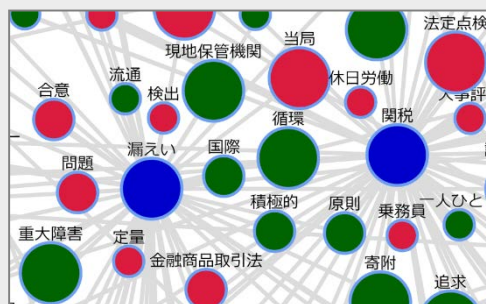 法定点検
当局
現地保管機関
流通
休日労働
合意
検出
関税
循環
漏えい
国際
問題
一人ひと
積極的
原則
乗務員
重大障害
定量
金融商品取引法
寄附
追求